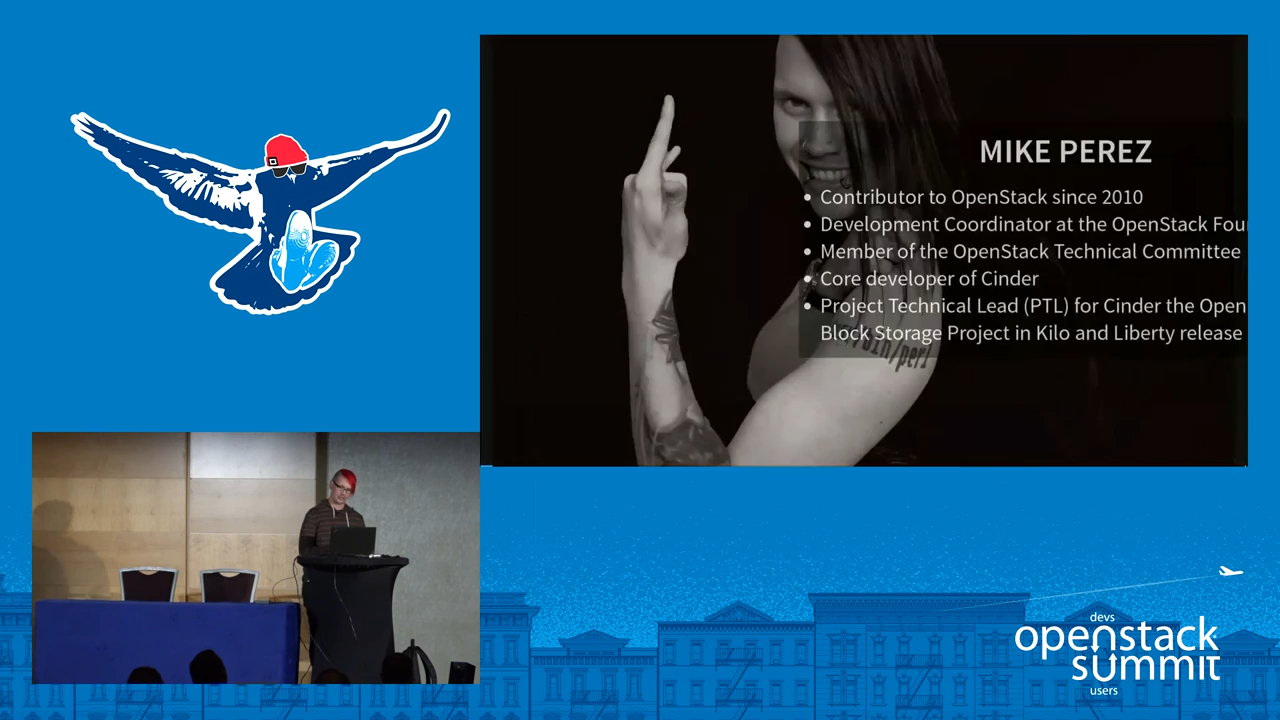 MIKE PEREZ
Contributor to OpenStack since 2010
Development Coordinator at the OpenStack Fou
Member of the OpenStack Technical Committee
Core developer of Cinder
Project Technical Lead (PTL) for Cinder the Open
Block Storage Project in Kilo and Liberty release
devs
openstack
summit
users